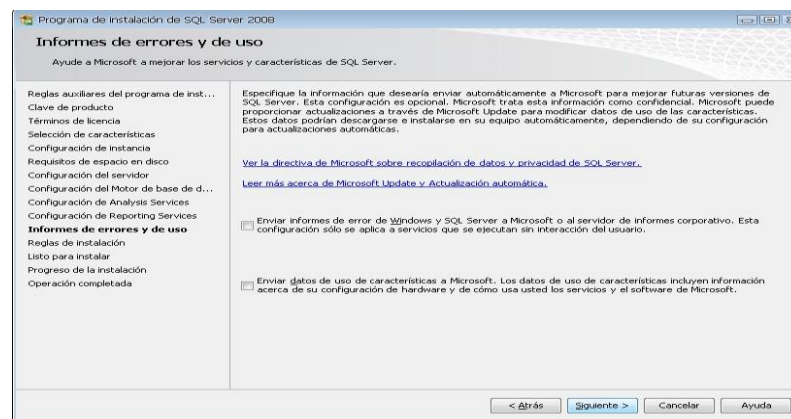 Programa de instalación de SQL Server 2008
Informes de errores y de uso
Ayude a Microsoft a mejorar los servicios y características de SQL Server.
Reglas auxiliares del programa de inst...
Clave de producto
Términos de licencia
Selección de características
Configuración de instancia
Requisitos de espacio en disco
Configuración del servidor
Configuración del Motor de base de d...
Configuración de Analysis Services
Configuración de Reporting Services
Informes de errores y de uso
Reglas de instalación
Listo para instalar
Progreso de la instalación
Operación completada
Especifique la información que desearía enviar automáticamente a Microsoft para mejorar futuras versiones de
SQL Server. Esta configuración es opcional. Microsoft trata esta información como confidencial. Microsoft puede
proporcionar actualizaciones a través de Microsoft Update para modificar datos de uso de las características.
Estos datos podrían descargarse e instalarse en su equipo automáticamente, dependiendo de su configuración
para actualizaciones automáticas.
Ver la directiva de Microsoft sobre recopilación de datos y privacidad de SQL Server.
Leer más acerca de Microsoft Update y Actualización automática.
Enviar informes de error de Windows y SQL Server a Microsoft o al servidor de informes corporativo. Esta
configuración sólo se aplica a servicios que se ejecutan sin interacción del usuario.
Enviar datos de uso de características a Microsoft. Los datos de uso de características incluyen información
acerca de su configuración de hardware y de cómo usa usted los servicios y el software de Microsoft.
< Atrás
Siguiente >
Cancelar
Ayuda